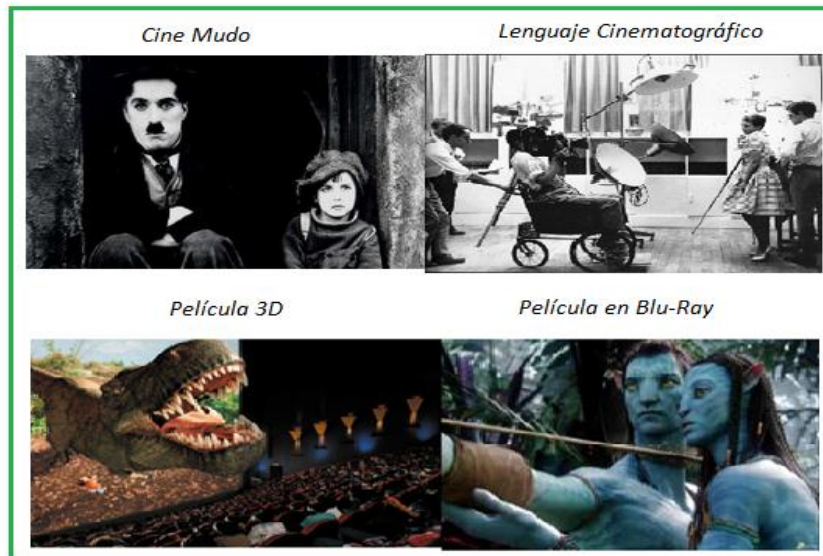 Cine Mudo
Lenguaje Cinematográfico
Película 3D
Película en Blu-Ray